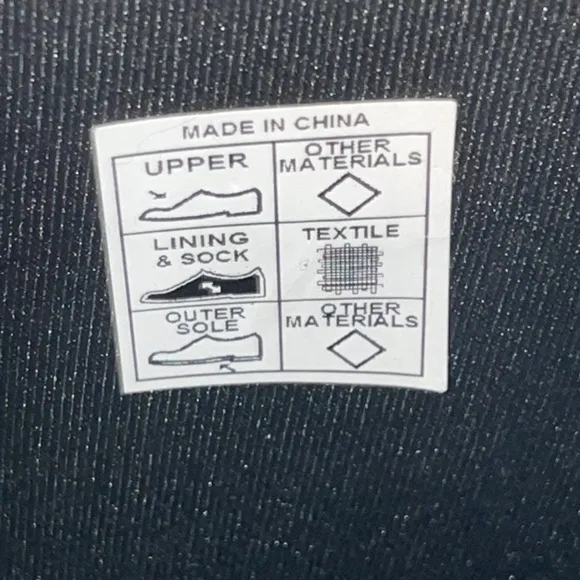 MADE IN CHINA
UPPER
OTHER
MATERIALS
LINING
& SOCK
TEXTILE
OUTER
SOLE
OTHER
MATERIALS